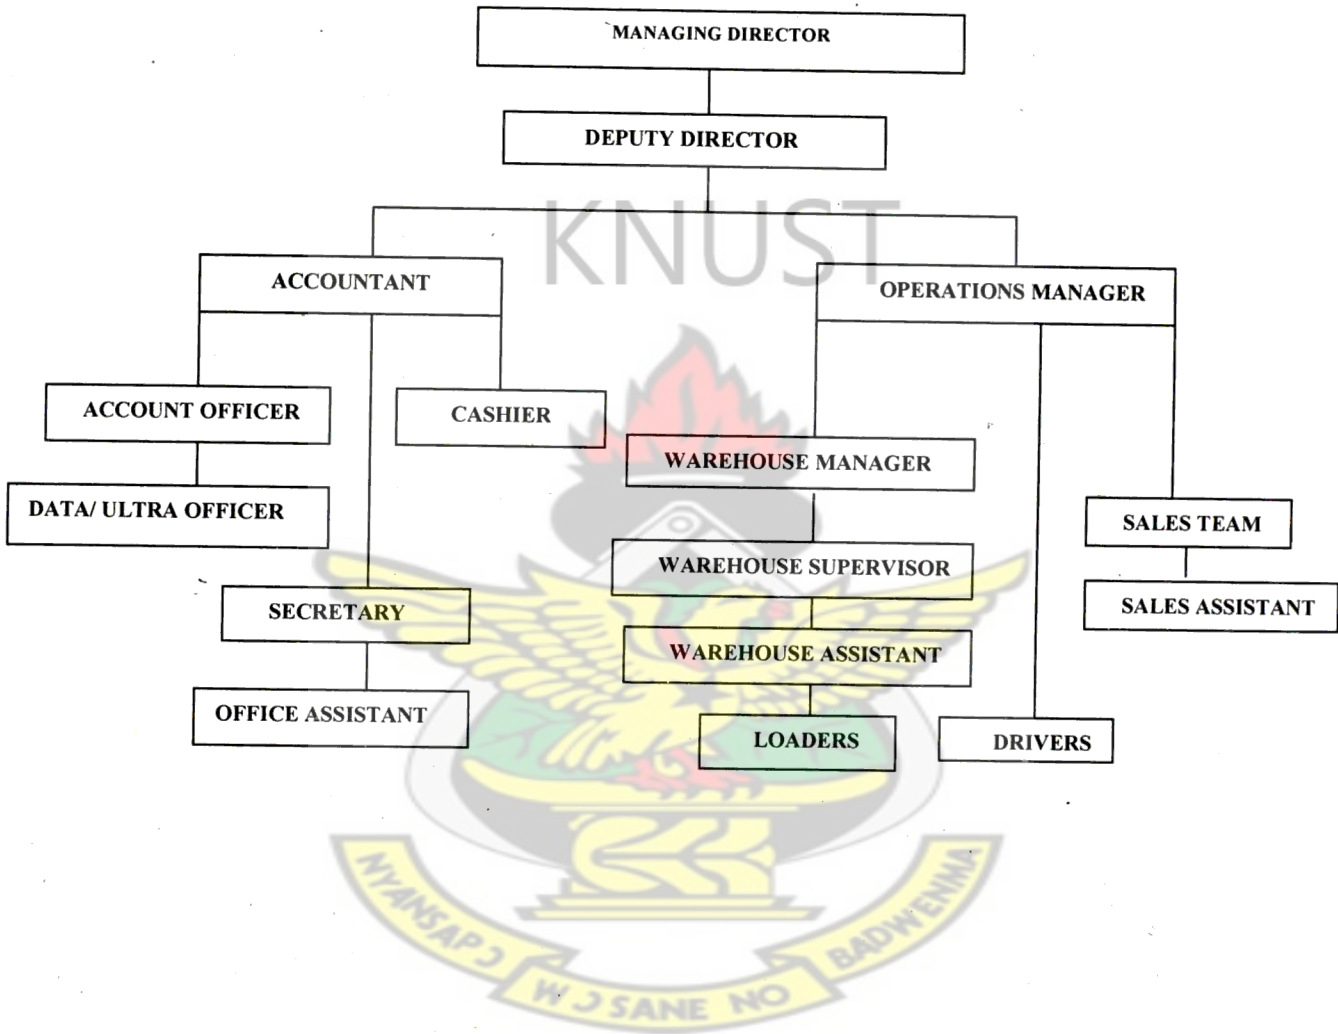 MANAGING DIRECTOR
DEPUTY DIRECTOR
KNUST
ACCOUNTANT
OPERATIONS MANAGER
ACCOUNT OFFICER
CASHIER
WAREHOUSE MANAGER
DATA/ ULTRA OFFICER
SALES TEAM
WAREHOUSE SUPERVISOR
SALES ASSISTANT
SECRETARY
WAREHOUSE ASSISTANT
OFFICE ASSISTANT
LOADERS
DRIVERS
NYANSAPƆ
WƆSANE NO
BADWENMA